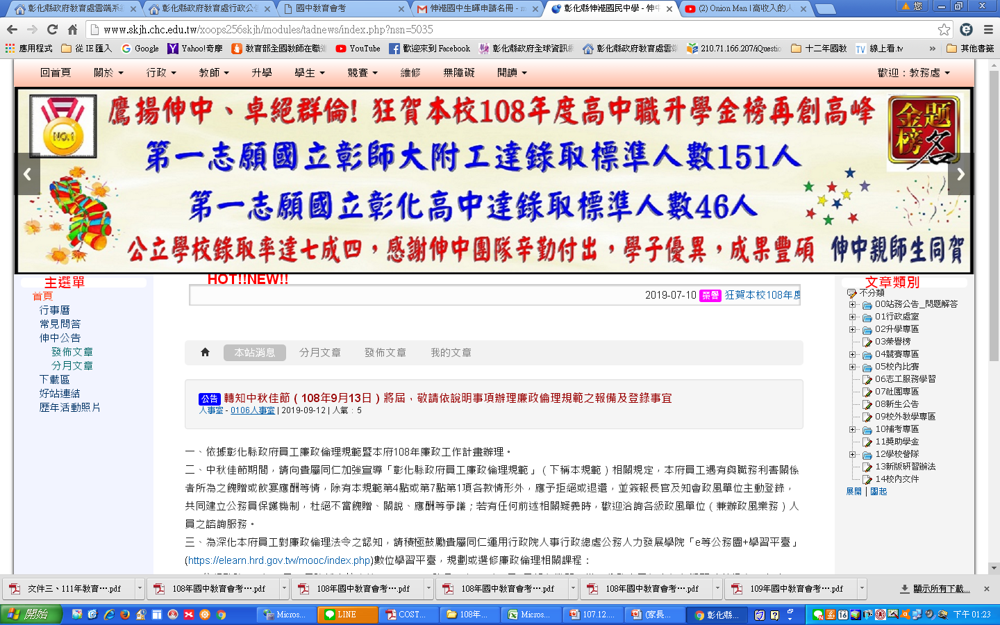 彰化縣政府教育處雲端系統
彰化縣政府教育處行政公告
國中教育會考
伸港國中生暉申請名冊 - m
彰化縣伸港國民中學 - 伸中
(2) Onion Man | 高收入的人
您
www.skjh.chc.edu.tw/xoops256skjh/modules/tadnews/index.php?nsn=5035
應用程式
從 IE 匯入
Google
Yahoo!奇摩
教育部全國教師在職進
YouTube
歡迎來到 Facebook
彰化縣政府全球資訊網
彰化縣政府教育處雲端
210.71.166.207/iQuestio
十二年國教
線上看.tv
»
其他書籤
回首頁
關於
行政
教師
升學
學生
競賽
維修
無障礙
閱讀
歡迎：教務處
NO.1
鷹揚伸中、卓絕群倫! 狂賀本校108年度高中職升學金榜再創高峰
金榜題名
第一志願國立彰師大附工達錄取標準人數151人
第一志願國立彰化高中達錄取標準人數46人
公立學校錄取率達七成四，感謝伸中團隊辛勤付出，學子優異，成果豐碩 伸中親師生同賀
主選單
首頁
行事曆
常見問答
伸中公告
發佈文章
分月文章
下載區
好站連結
歷年活動照片
HOT!!NEW!!
2019-07-10 榮譽 狂賀本校108年度
本站消息
分月文章
發佈文章
我的文章
公告 轉知中秋佳節（108年9月13日）將屆，敬請依說明事項辦理廉政倫理規範之報備及登錄事宜
人事室 - 0106人事室 | 2019-09-12 | 人氣：5
一、依據彰化縣政府員工廉政倫理規範暨本府108年廉政工作計畫辦理。
二、中秋佳節期間，請向貴屬同仁加強宣導「彰化縣政府員工廉政倫理規範」（下稱本規範）相關規定，本府員工遇有與職務利害關係
者所為之餽贈或飲宴應酬等情，除有本規範第4點或第7點第1項各款情形外，應予拒絕或退還，並簽報長官及知會政風單位主動登錄，
共同建立公務員保護機制，杜絕不當餽贈、關說、應酬等爭議；若有任何前述相關疑義時，歡迎洽詢各級政風單位（兼辦政風業務）人
員之諮詢服務。
三、為深化本府員工對廉政倫理法令之認知，請積極鼓勵貴屬同仁運用行政院人事行政總處公務人力發展學院「e等公務園+學習平臺」
(https://elearn.hrd.gov.tw/mooc/index.php)數位學習平臺，規劃或選修廉政倫理相關課程：
文章類別
不分類
00站務公告_問題解答
01行政處室
02升學專區
03榮譽榜
04競賽專區
05校內比賽
06志工服務學習
07社團專區
08新生公告
09校外教學專區
10補考專區
11獎助學金
12學校營隊
13新版研習辦法
14校內文件
展開 | 闔起
文件三、111年教育….pdf
108年國中教育會考….pdf
108年國中教育會考….pdf
108年國中教育會考….pdf
108年國中教育會考….pdf
109年國中教育會考….pdf
顯示所有下載...
開始
Micros...
LINE
COST...
108年...
Micros...
107.12....
(家長...
彰化縣...
下午 01:23